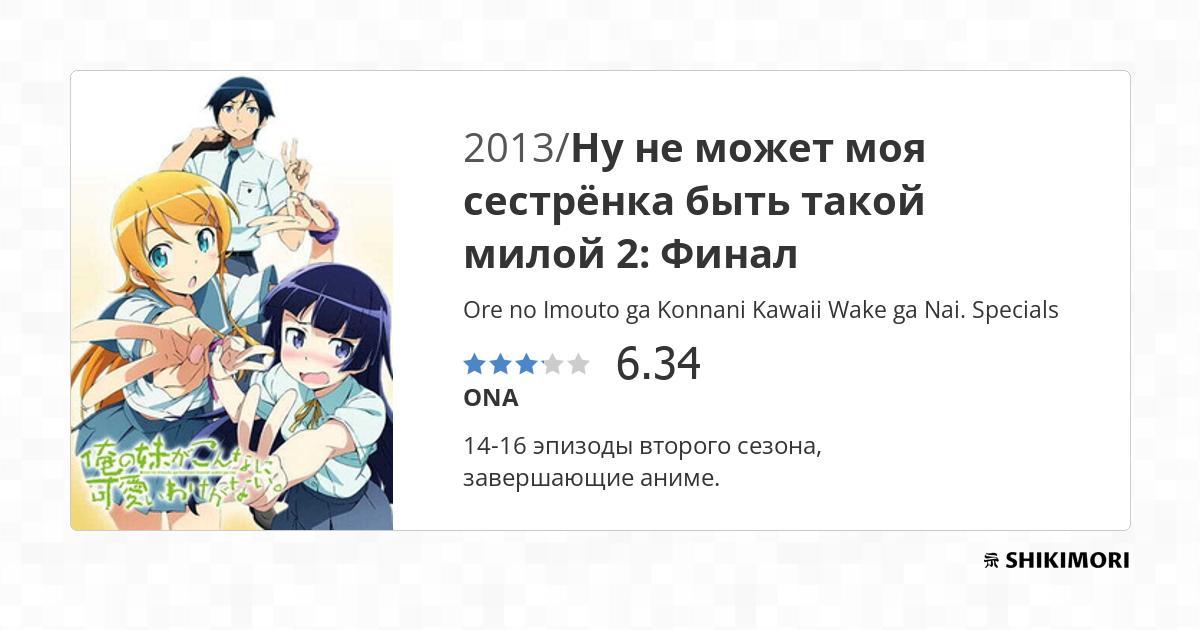 俺の妹がこんなに
可愛いわけがない。
2013/Ну не может моя
сестрёнка быть такой
милой 2: Финал
Ore no Imouto ga Konnani Kawaii Wake ga Nai. Specials
6.34
ONA
14-16 эпизоды второго сезона,
завершающие аниме.
SHIKIMORI